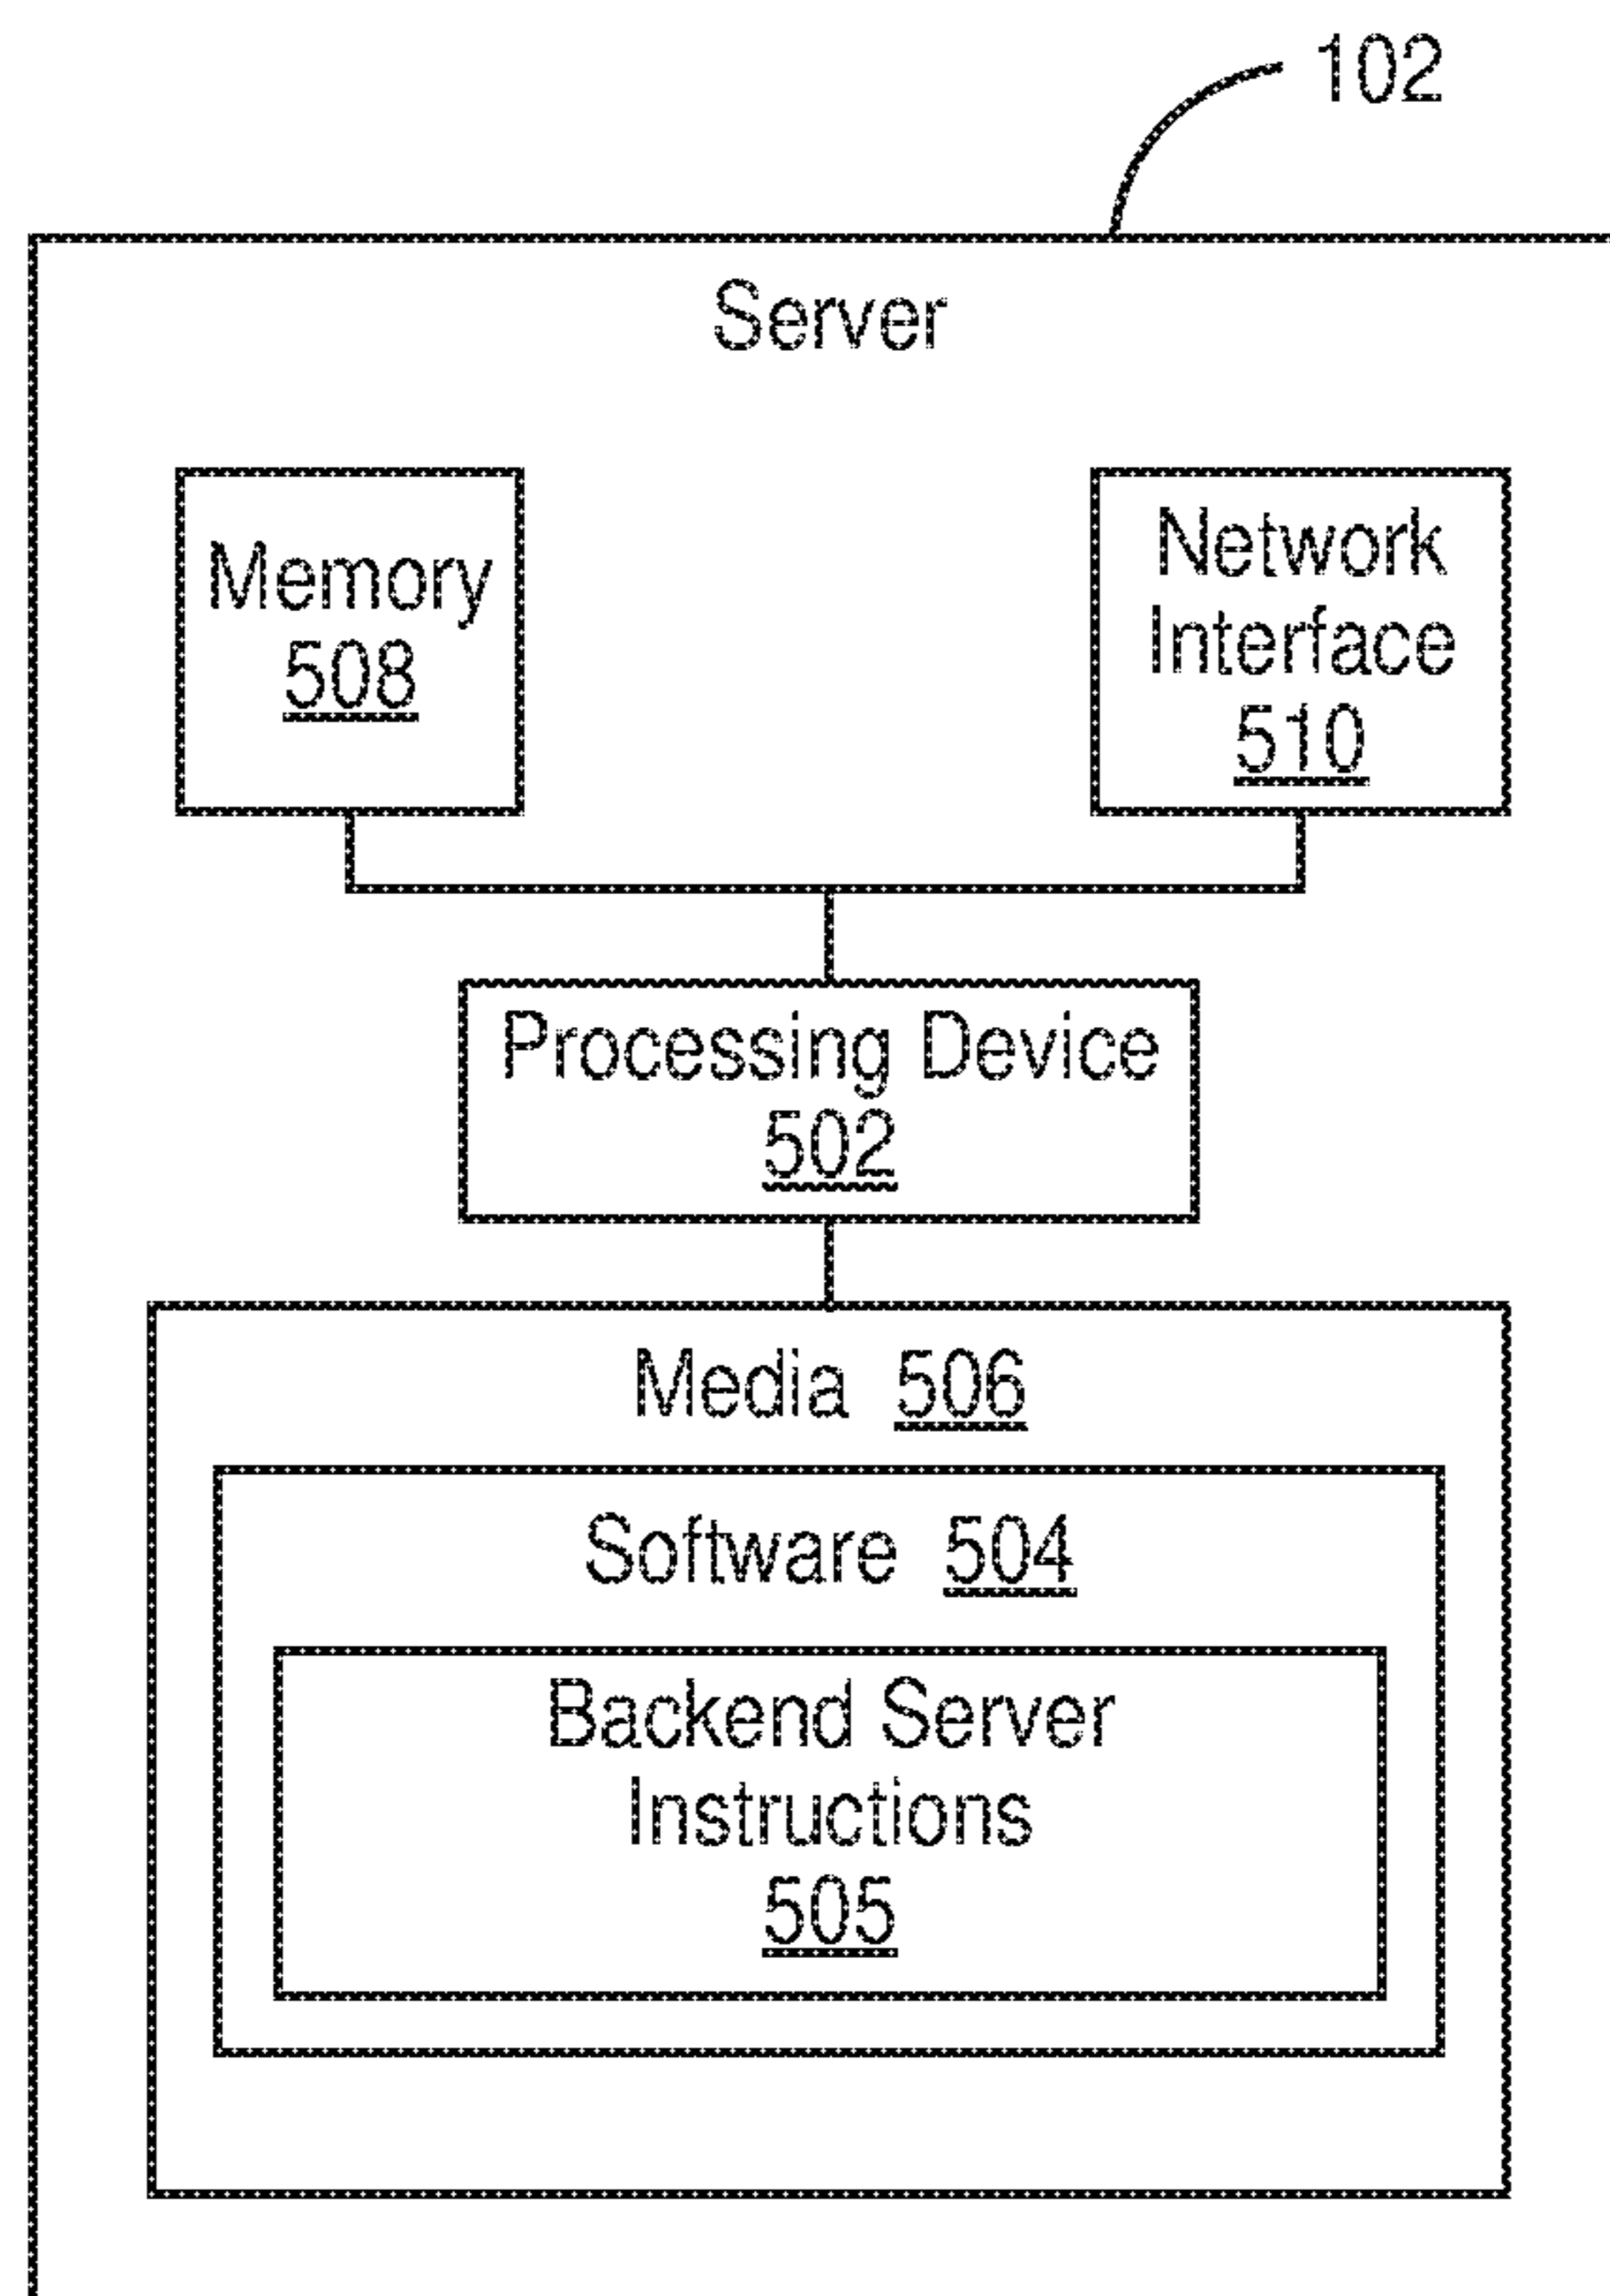 102
Server
Memory
508
Network
Interface
510
Processing Device
502
Media 506
Software 504
Backend Server
Instructions
505